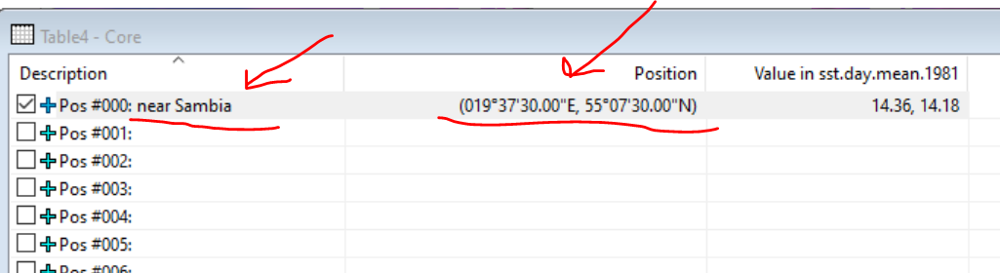 Table4 - Core
Description Position Value in sst.day.mean.1981
Pos #000: near Sambia (019°37'30.00"E, 55°07'30.00"N) 14.36, 14.18
Pos #001:
Pos #002:
Pos #003:
Pos #004:
Pos #005:
Pos #006: